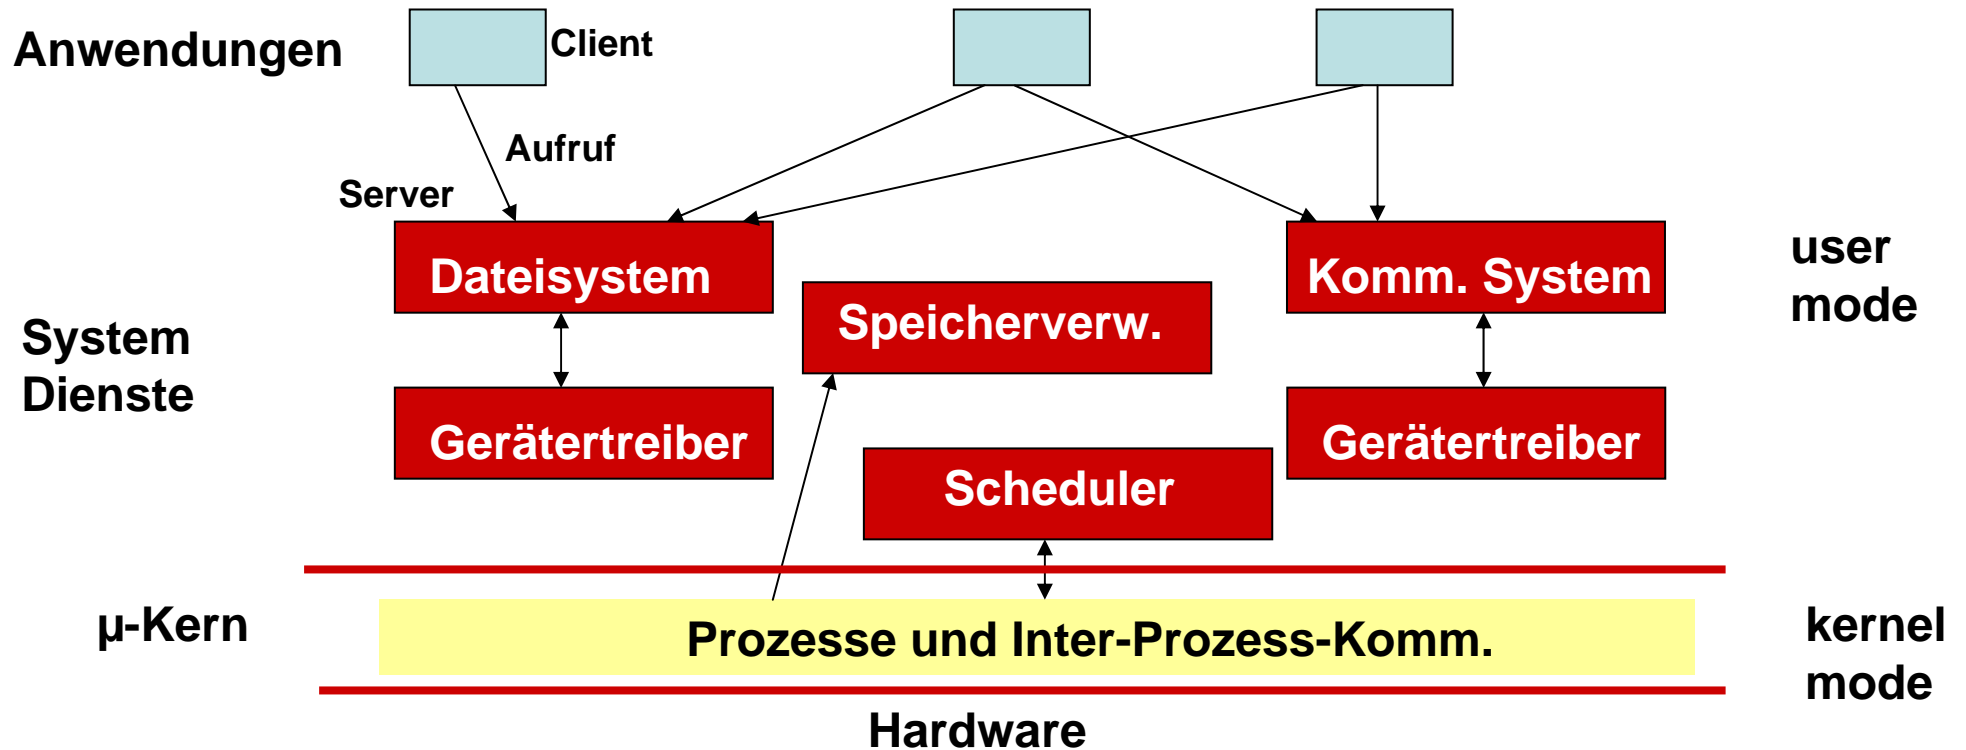 Anwendungen
Client
Aufruf
Server
Dateisystem
Komm. System
user
mode
Speicherverw.
System
Dienste
Gerätertreiber
Gerätertreiber
Scheduler
µ-Kern
Prozesse und Inter-Prozess-Komm.
kernel
mode
Hardware